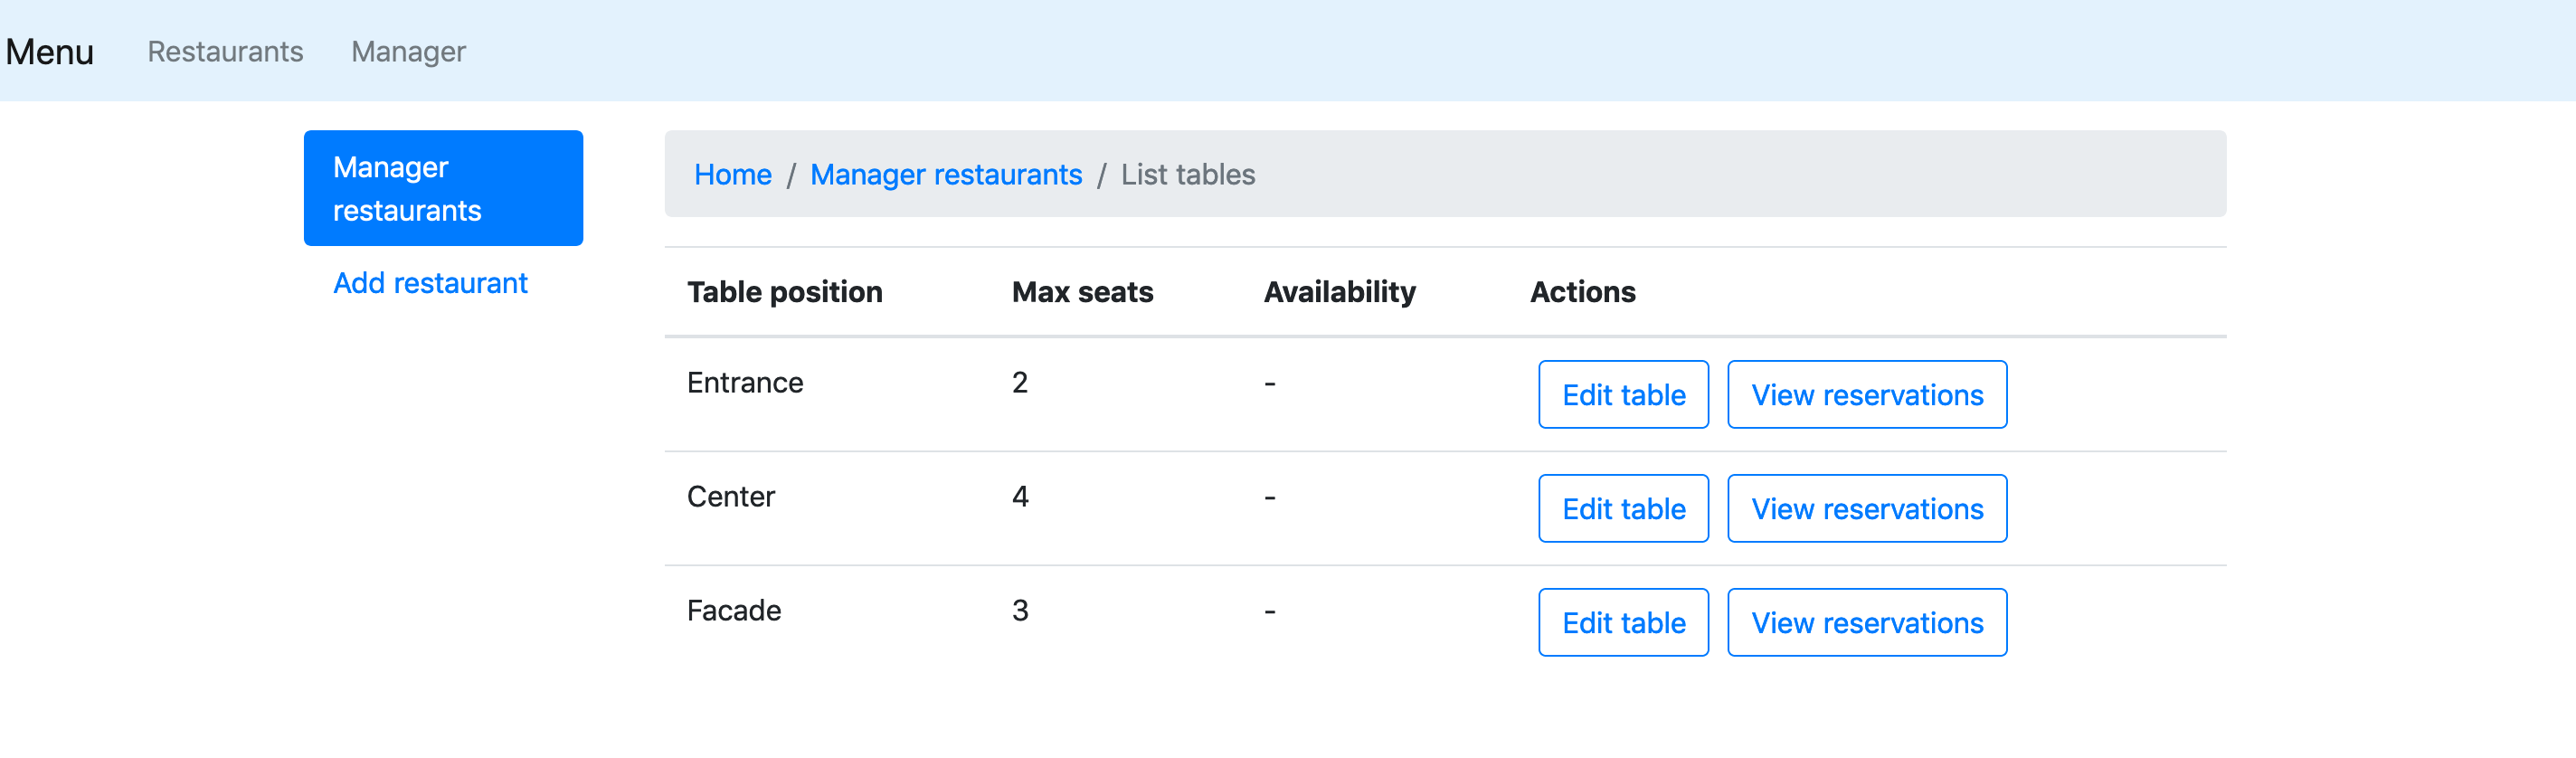 Menu Restaurants Manager
Manager
restaurants
Add restaurant
Home / Manager restaurants / List tables
Table position Max seats Availability Actions
Entrance 2 - Edit table View reservations
Center 4 - Edit table View reservations
Facade 3 - Edit table View reservations